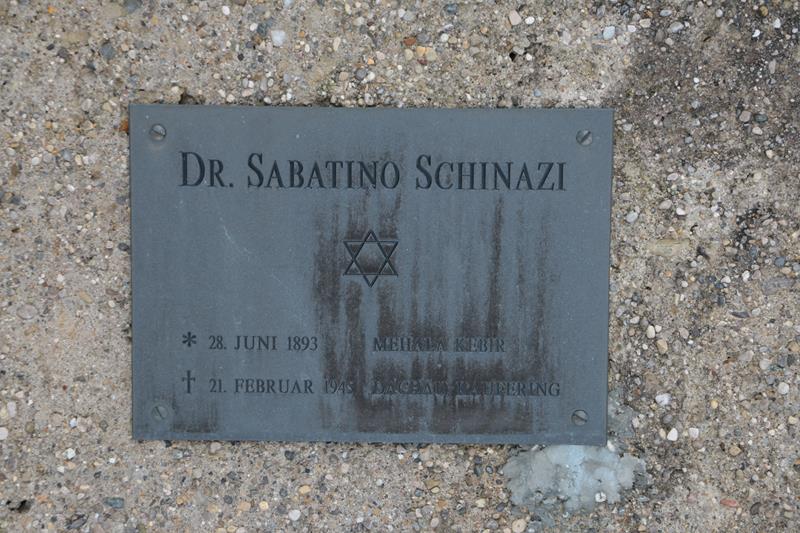 DR. SABATINO SCHINAZI
* 28. JUNI 1893 MEHALA KEBIR
† 21. FEBRUAR 1945 DACHAU KAUFERING